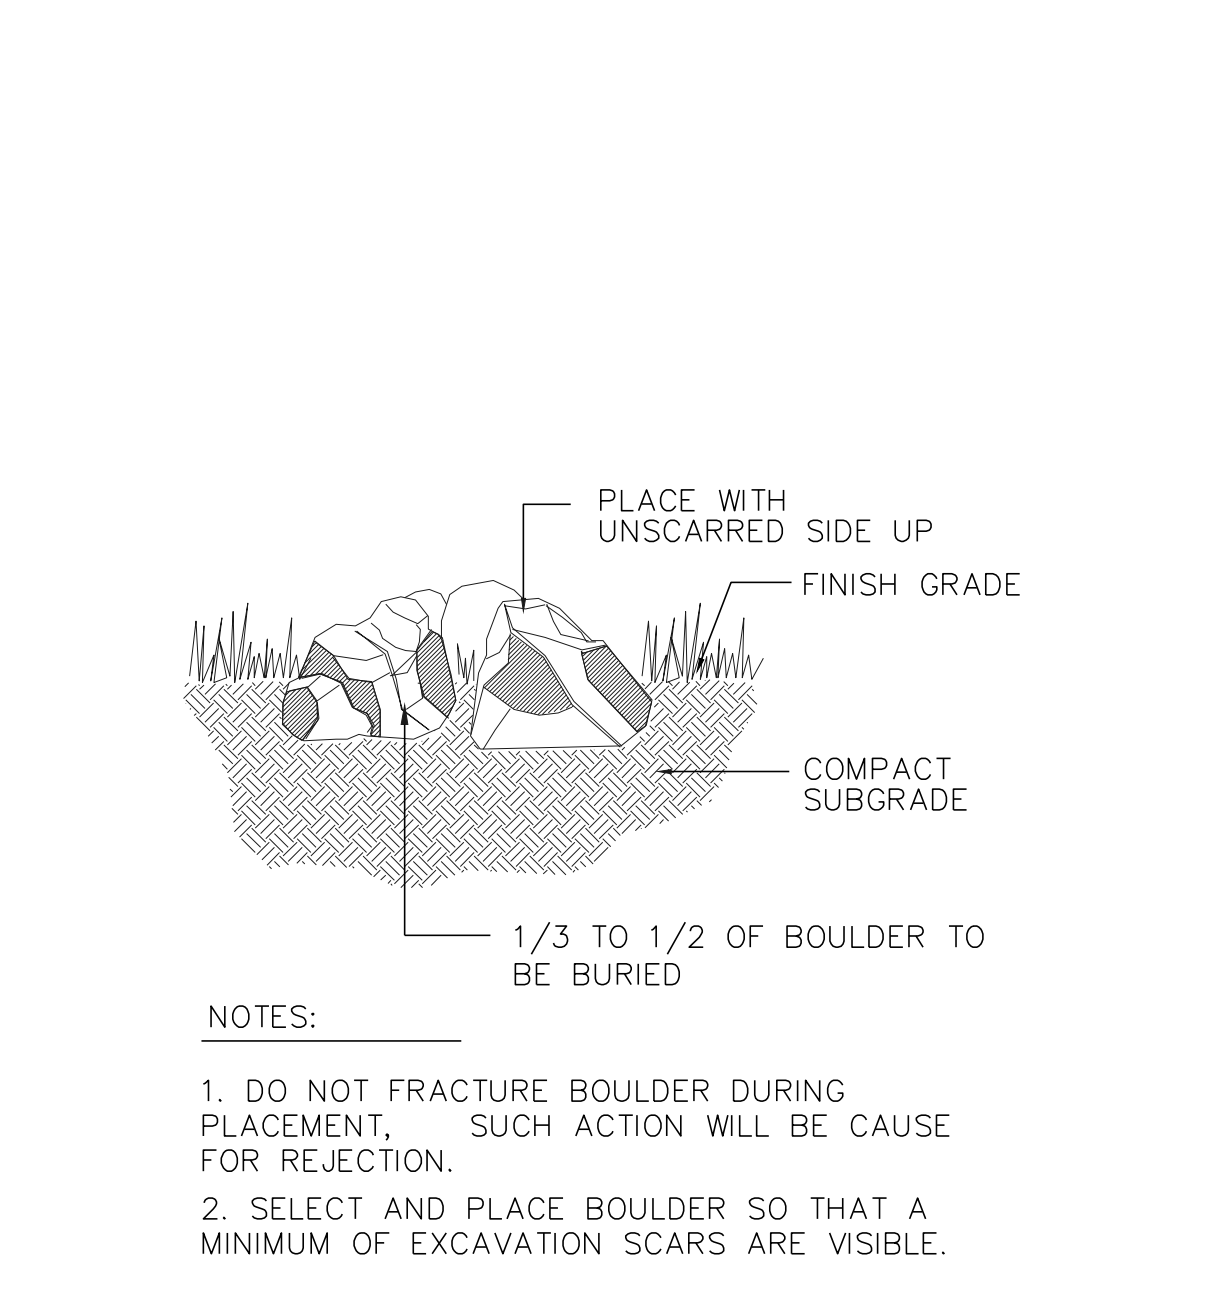 PLACE WITH
UNSCARRED SIDE UP
FINISH GRADE
COMPACT
SUBGRADE
1/3 TO 1/2 OF BOULDER TO
BE BURIED
NOTES:
1. DO NOT FRACTURE BOULDER DURING
PLACEMENT, SUCH ACTION WILL BE CAUSE
FOR REJECTION.
2. SELECT AND PLACE BOULDER SO THAT A
MINIMUM OF EXCAVATION SCARS ARE VISIBLE.